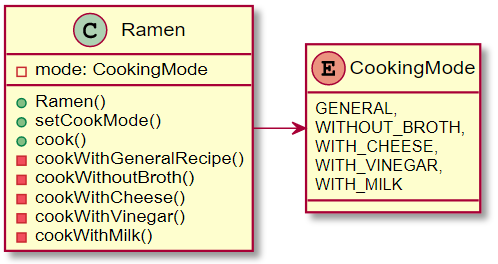 C Ramen
mode: CookingMode
Ramen()
setCookMode()
cook()
cookWithGeneralRecipe()
cookWithoutBroth()
cookWithCheese()
cookWithVinegar()
cookWithMilk()
E CookingMode
GENERAL,
WITHOUT_BROTH,
WITH_CHEESE,
WITH_VINEGAR,
WITH_MILK